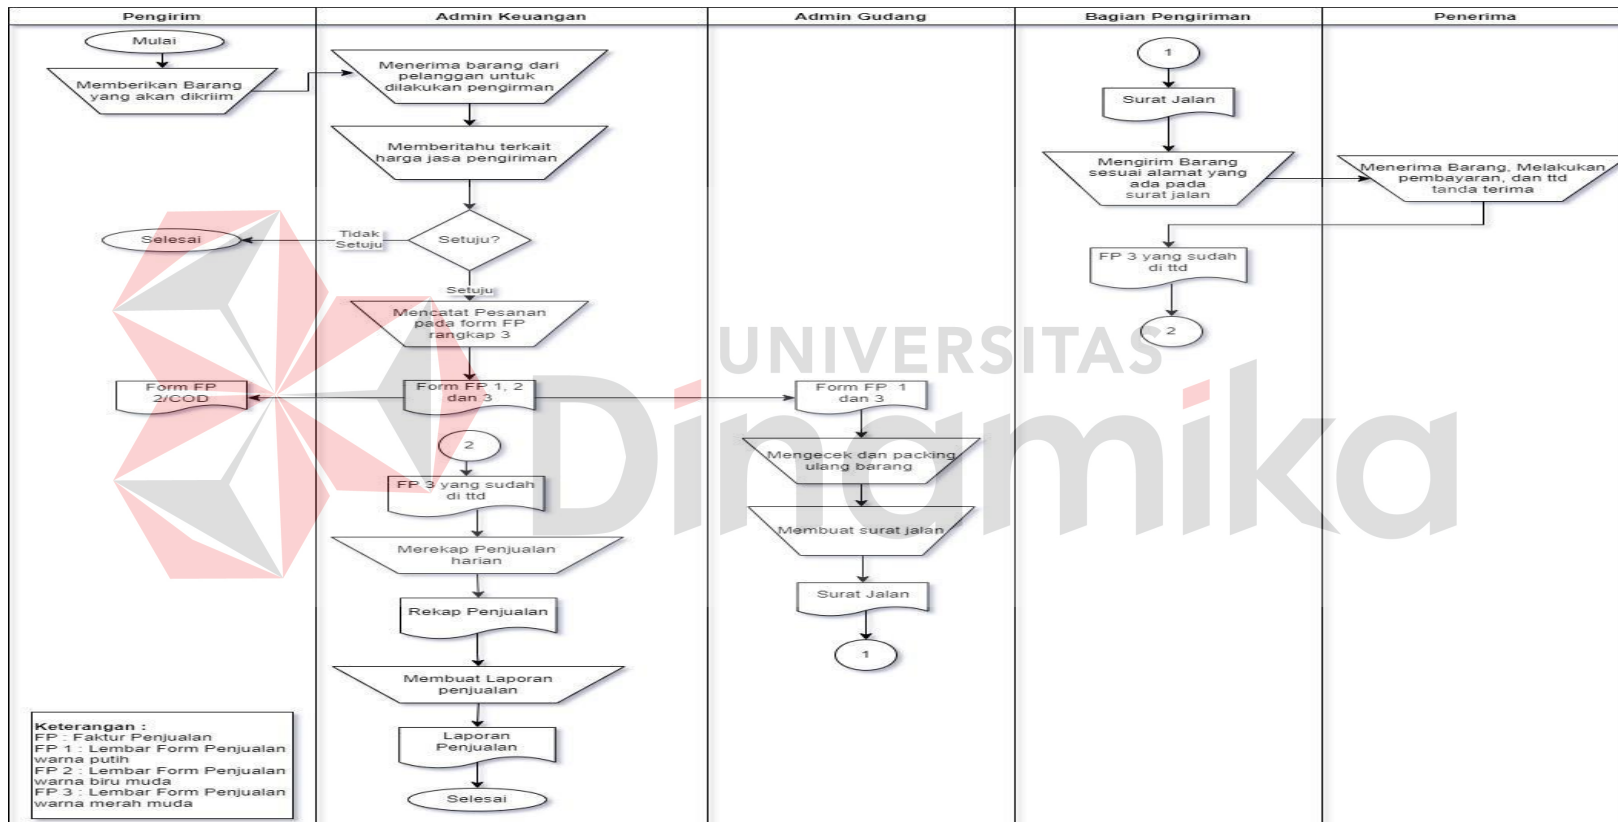 Pengirim
Admin Keuangan
Admin Gudang
Bagian Pengiriman
Penerima
Mulai
Memberikan Barang
yang akan dikriim
Selesai
Form FP
2/COD
Keterangan :
FP : Faktur Penjualan
FP 1 : Lembar Form Penjualan
warna putih
FP 2 : Lembar Form Penjualan
warna biru muda
FP 3 : Lembar Form Penjualan
warna merah muda
Menerima barang dari
pelanggan untuk
dilakukan pengirman
Memberitahu terkait
harga jasa pengiriman
Setuju?
Tidak
Setuju
Setuju
Mencatat Pesanan
pada form FP
rangkap 3
Form FP 1, 2
dan 3
2
FP 3 yang sudah
di ttd
Merekap Penjualan
harian
Rekap Penjualan
Membuat Laporan
penjualan
Laporan
Penjualan
Selesai
Form FP 1
dan 3
Mengecek dan packing
ulang barang
Membuat surat jalan
Surat Jalan
1
1
Surat Jalan
Mengirim Barang
sesuai alamat yang
ada pada
surat jalan
FP 3 yang sudah
di ttd
2
Menerima Barang, Melakukan
pembayaran, dan ttd
tanda terima
UNIVERSITAS
Dinamika